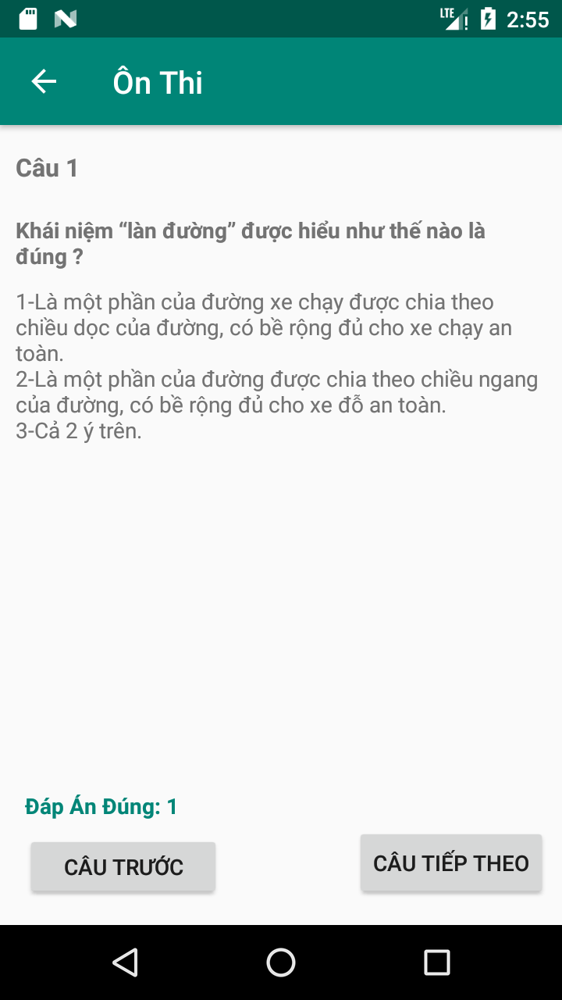 LTE 2:55
Ôn Thi
Câu 1
Khái niệm “làn đường” được hiểu như thế nào là
đúng ?
1-Là một phần của đường xe chạy được chia theo
chiều dọc của đường, có bề rộng đủ cho xe chạy an
toàn.
2-Là một phần của đường được chia theo chiều ngang
của đường, có bề rộng đủ cho xe đỗ an toàn.
3-Cả 2 ý trên.
Đáp Án Đúng: 1
CÂU TRƯỚC
CÂU TIẾP THEO